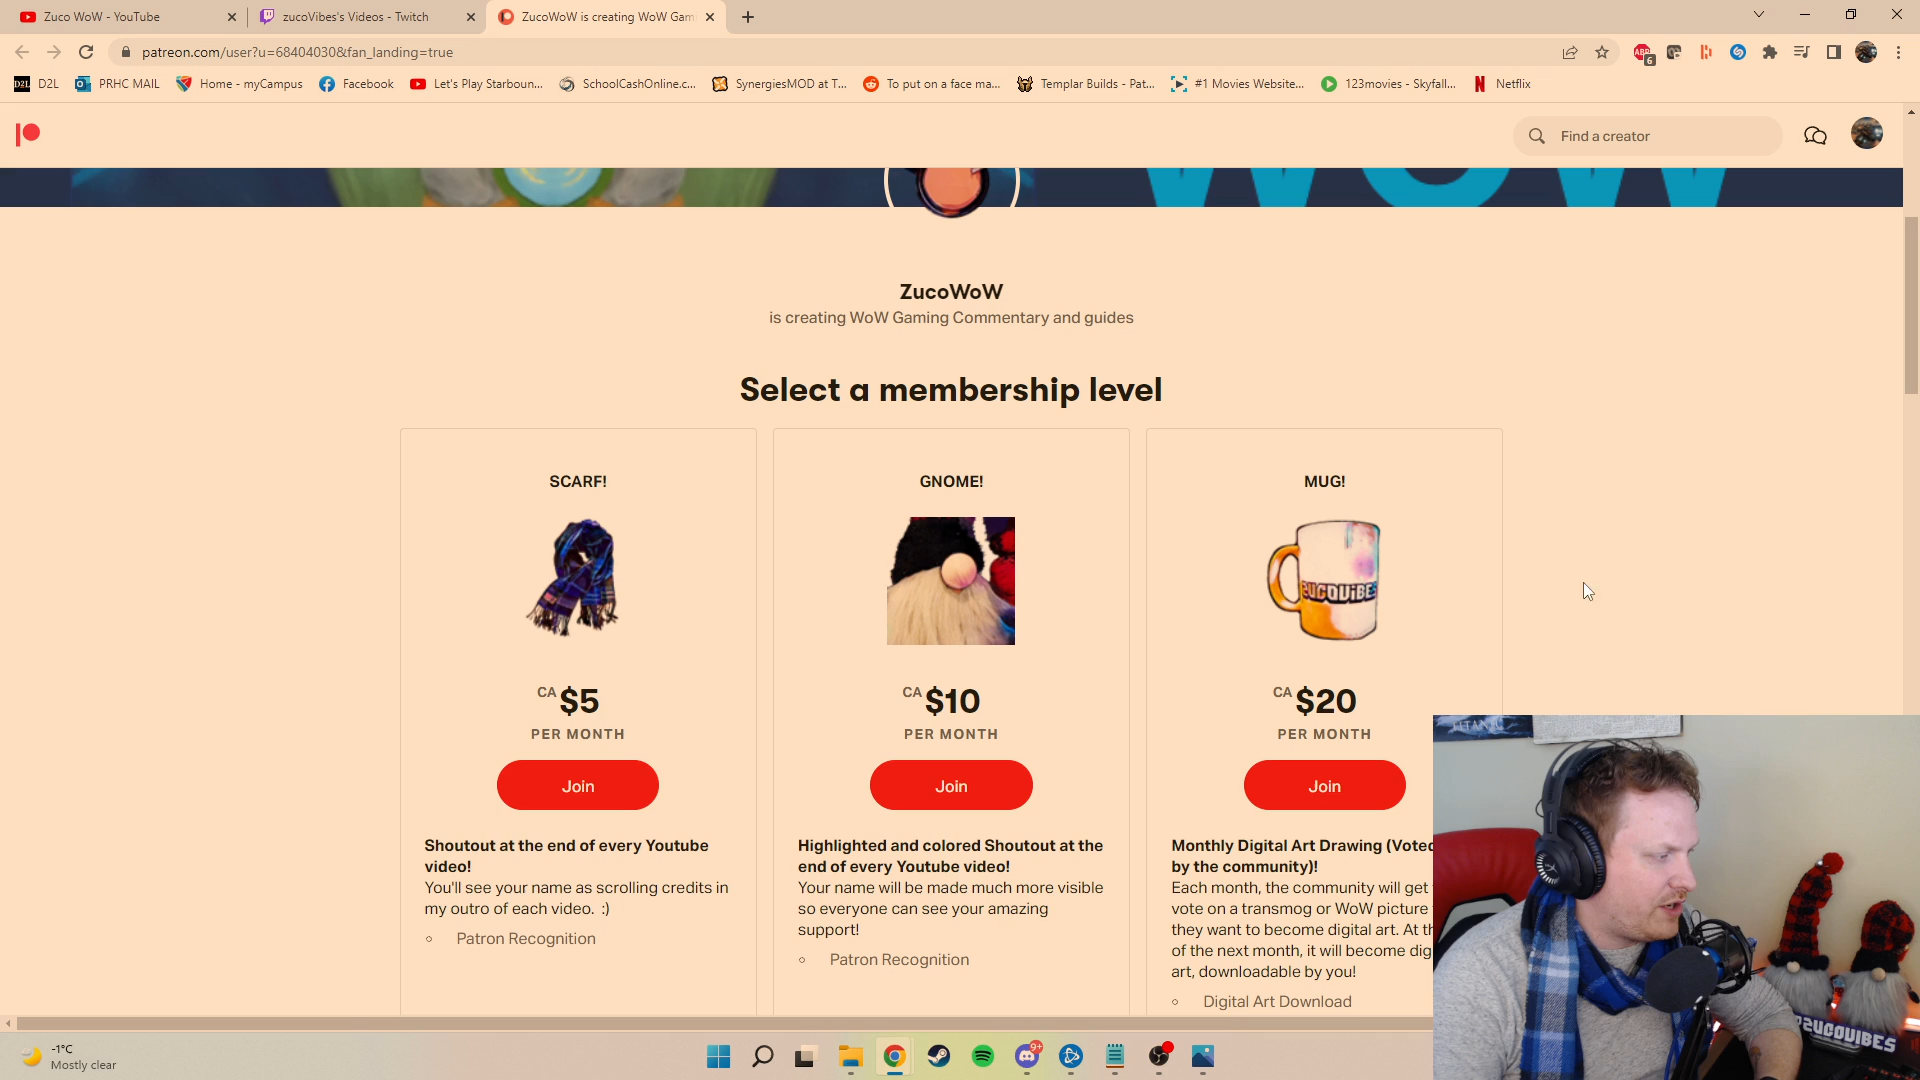 Zuco WoW - YouTube
zucoVibes's Videos - Twitch
ZucoWoW is creating WoW Gam
patreon.com/user?u=68404030&fan_landing=true
ABP
6
D2L D2L
PRHC MAIL
Home - myCampus
Facebook
Let's Play Starboun...
SchoolCashOnline.c...
SynergiesMOD at T...
To put on a face ma...
Templar Builds - Pat...
#1 Movies Website...
123movies - Skyfall...
Netflix
Find a creator
WOW
ZucoWoW
is creating WoW Gaming Commentary and guides
Select a membership level
SCARF!
CA $5
PER MONTH
Join
Shoutout at the end of every Youtube
video!
You'll see your name as scrolling credits in
my outro of each video. :)
Patron Recognition
GNOME!
CA $10
PER MONTH
Join
Highlighted and colored Shoutout at the
end of every Youtube video!
Your name will be made much more visible
so everyone can see your amazing
support!
Patron Recognition
MUG!
ZUCOVIBES
CA $20
PER MONTH
Join
Monthly Digital Art Drawing (Voted
by the community)!
Each month, the community will get
vote on a transmog or WoW picture
they want to become digital art. At th
of the next month, it will become dig
art, downloadable by you!
Digital Art Download
TITANIC
ZUCOVIBES
-1°C
Mostly clear
9+